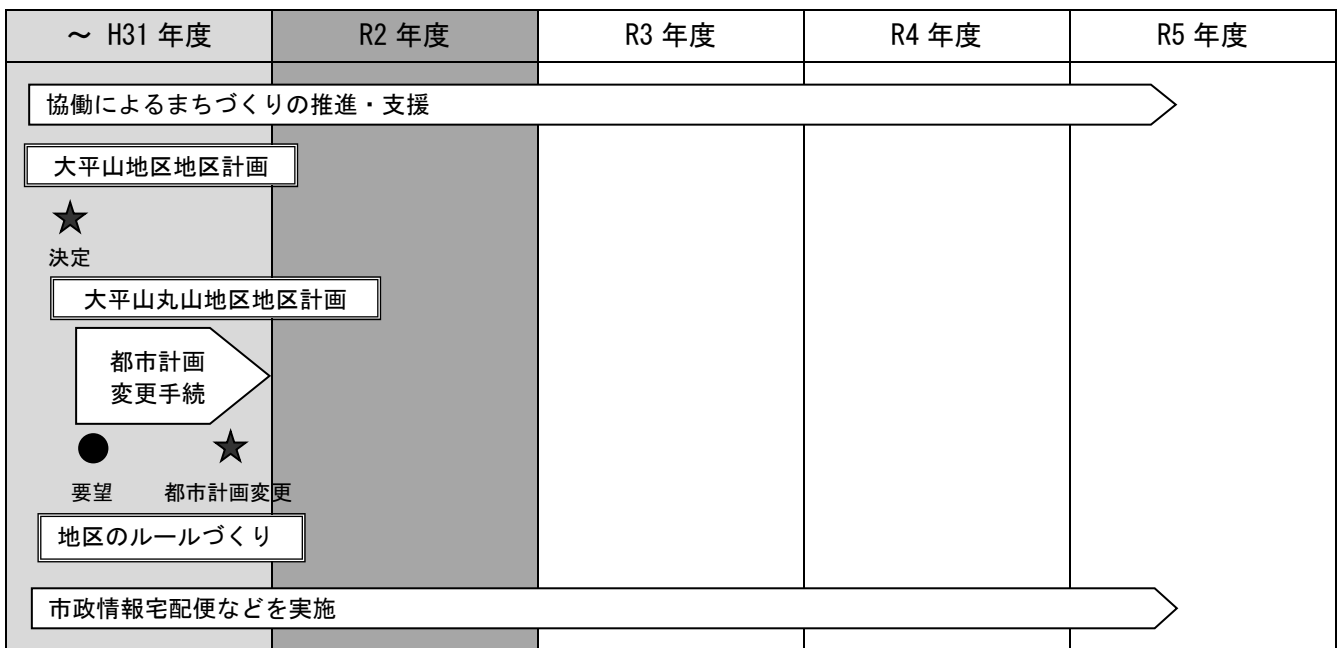 ～ H31 年度
R2 年度
R3 年度
R4 年度
R5 年度
協働によるまちづくりの推進・支援
大平山地区地区計画
決定
大平山丸山地区地区計画
都市計画
変更手続
要望
都市計画変更
地区のルールづくり
市政情報宅配便などを実施